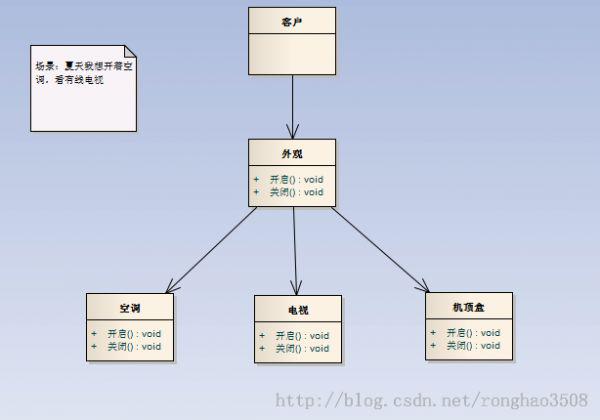 客户
场景：夏天我想开着空
调，看有线电视
外观
+ 开启() : void
+ 关闭() : void
空调
+ 开启() : void
+ 关闭() : void
电视
+ 开启() : void
+ 关闭() : void
机顶盒
+ 开启() : void
+ 关闭() : void
http://blog.csdn.net/ronghao3508